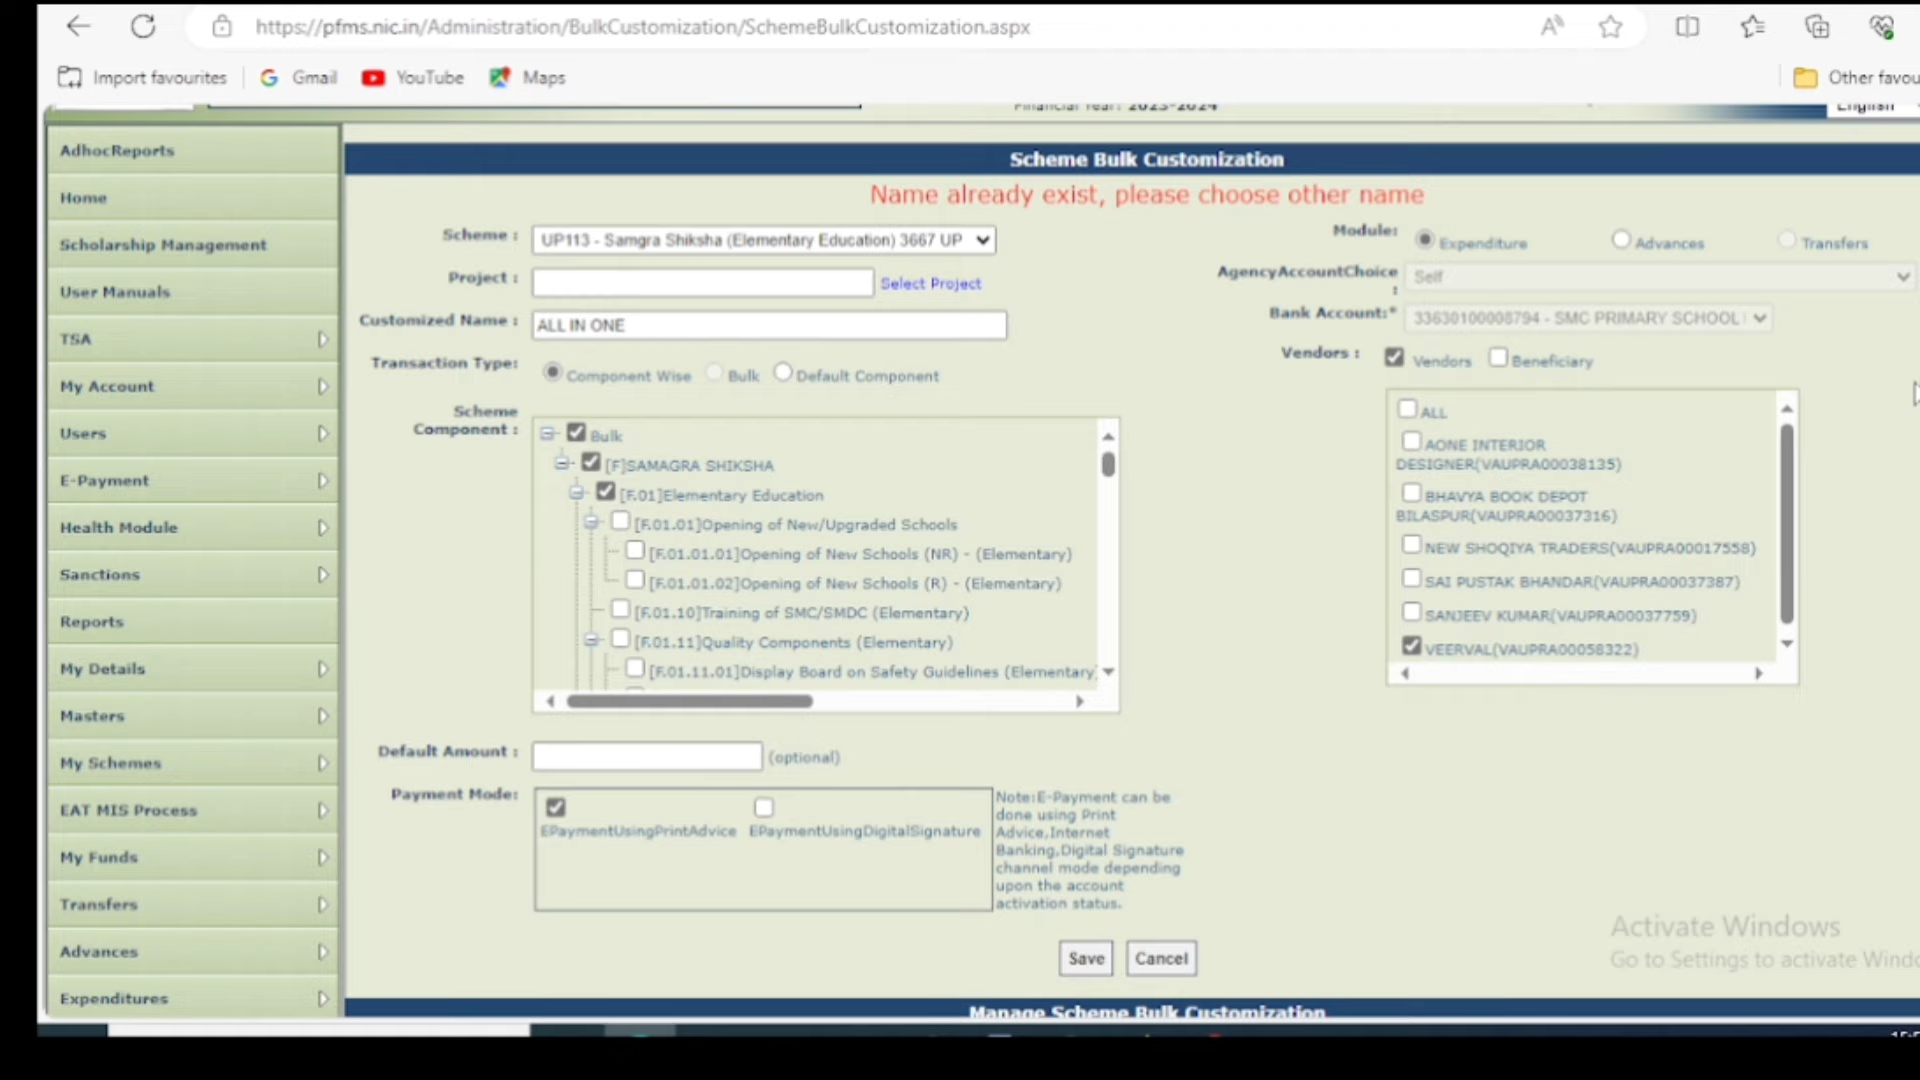 https://pfms.nic.in/Administration/BulkCustomization/SchemeBulkCustomization.aspx
Import favourites
Gmail
YouTube
Maps
Other favou
Financial Year: 2023-2024
English
AdhocReports
Home
Scholarship Management
User Manuals
TSA
My Account
Users
E-Payment
Health Module
Sanctions
Reports
My Details
Masters
My Schemes
EAT MIS Process
My Funds
Transfers
Advances
Expenditures
Scheme Bulk Customization
Name already exist, please choose other name
Scheme : UP113 - Samgra Shiksha (Elementary Education) 3667 UP
Project : Select Project
Customized Name : ALL IN ONE
Transaction Type: Component Wise Bulk Default Component
Scheme
Component :
Bulk
[F]SAMAGRA SHIKSHA
[F.01]Elementary Education
[F.01.01]Opening of New/Upgraded Schools
[F.01.01.01]Opening of New Schools (NR) - (Elementary)
[F.01.01.02]Opening of New Schools (R) - (Elementary)
[F.01.10]Training of SMC/SMDC (Elementary)
[F.01.11]Quality Components (Elementary)
[F.01.11.01]Display Board on Safety Guidelines (Elementary
Module: Expenditure Advances Transfers
AgencyAccountChoice
: Self
Bank Account:* 33630100008794 - SMC PRIMARY SCHOOL
Vendors : Vendors Beneficiary
ALL
AONE INTERIOR
DESIGNER(VAUPRA00038135)
BHAVYA BOOK DEPOT
BILASPUR(VAUPRA00037316)
NEW SHOQIYA TRADERS(VAUPRA00017558)
SAI PUSTAK BHANDAR(VAUPRA00037387)
SANJEEV KUMAR(VAUPRA00037759)
VEERVAL(VAUPRA00058322)
Default Amount : (optional)
Payment Mode:
EPaymentUsingPrintAdvice EPaymentUsingDigitalSignature
Note:E-Payment can be
done using Print
Advice,Internet
Banking,Digital Signature
channel mode depending
upon the account
activation status.
Save Cancel
Activate Windows
Go to Settings to activate Windo
Manage Scheme Bulk Customization